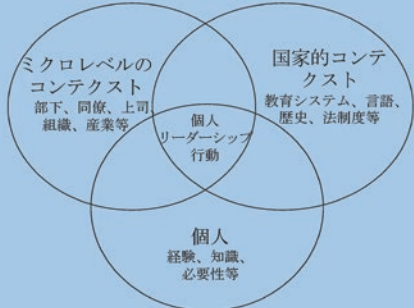 ミクロレベルの
コンテクスト
部下、同僚、上司、
組織、産業等
国家的コンテ
クスト
教育システム、言語、
歴史、法制度等
個人
リーダーシップ
行動
個人
経験、知識、
必要性等